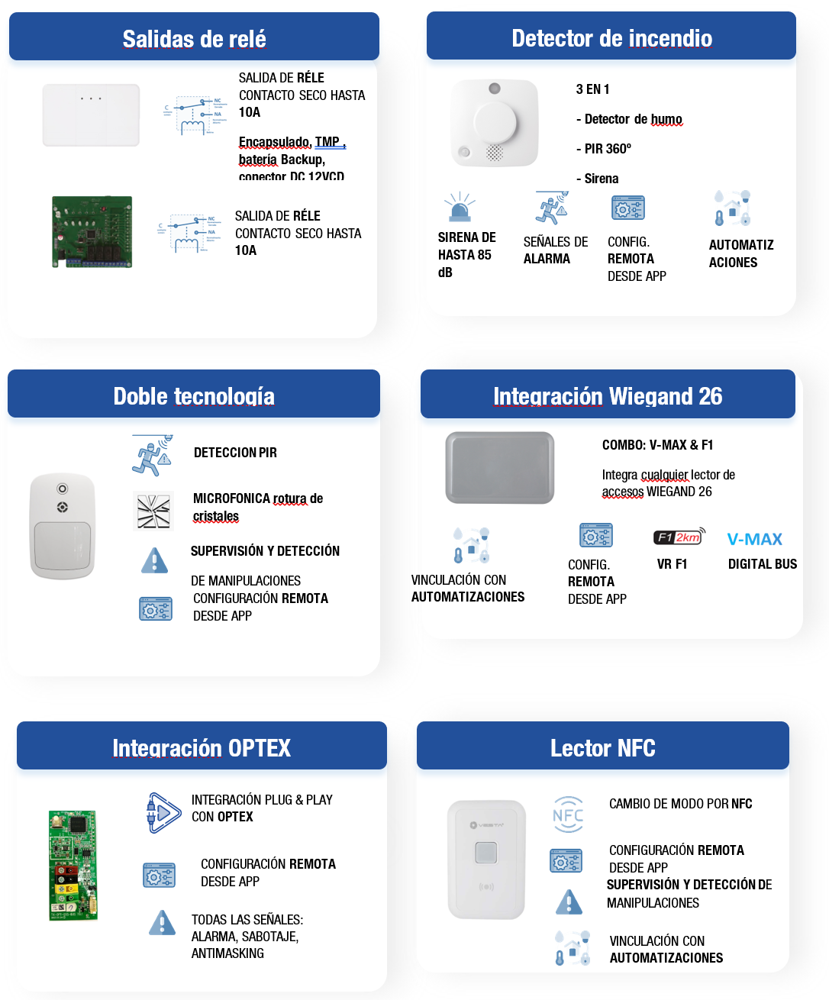 Salidas de relé
SALIDA DE RÉLE
CONTACTO SECO HASTA
10A
Encapsulado, TMP ,
batería Backup,
conector DC 12VCD
C
NC
NA
SALIDA DE RÉLE
CONTACTO SECO HASTA
10A
C
NC
NA
Detector de incendio
3 EN 1
- Detector de humo
- PIR 360º
- Sirena
SIRENA DE
HASTA 85
dB
SEÑALES DE
ALARMA
CONFIG.
REMOTA
DESDE APP
AUTOMATIZ
ACIONES
Doble tecnología
DETECCION PIR
MICROFONICA rotura de
cristales
SUPERVISIÓN Y DETECCIÓN
DE MANIPULACIONES
CONFIGURACIÓN REMOTA
DESDE APP
Integración Wiegand 26
COMBO: V-MAX & F1
Integra cualquier lector de
accesos WIEGAND 26
VINCULACIÓN CON
AUTOMATIZACIONES
CONFIG.
REMOTA
DESDE APP
F1 2km
VR F1
V-MAX
DIGITAL BUS
Integración OPTEX
INTEGRACIÓN PLUG & PLAY
CON OPTEX
CONFIGURACIÓN REMOTA
DESDE APP
TODAS LAS SEÑALES:
ALARMA, SABOTAJE,
ANTIMASKING
Lector NFC
VESTA
NFC
CAMBIO DE MODO POR NFC
CONFIGURACIÓN REMOTA
DESDE APP
SUPERVISIÓN Y DETECCIÓN DE
MANIPULACIONES
VINCULACIÓN CON
AUTOMATIZACIONES